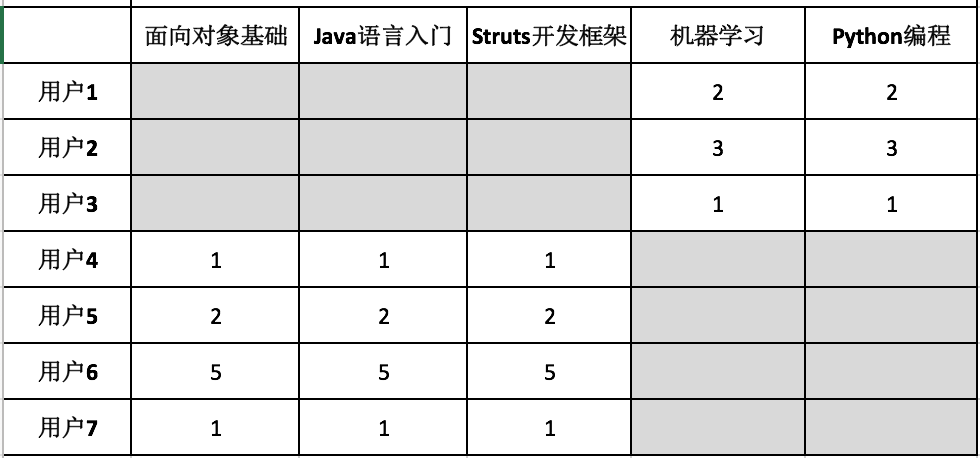 面向对象基础 Java语言入门 Struts开发框架 机器学习 Python编程
用户1 2 2
用户2 3 3
用户3 1 1
用户4 1 1 1
用户5 2 2 2
用户6 5 5 5
用户7 1 1 1